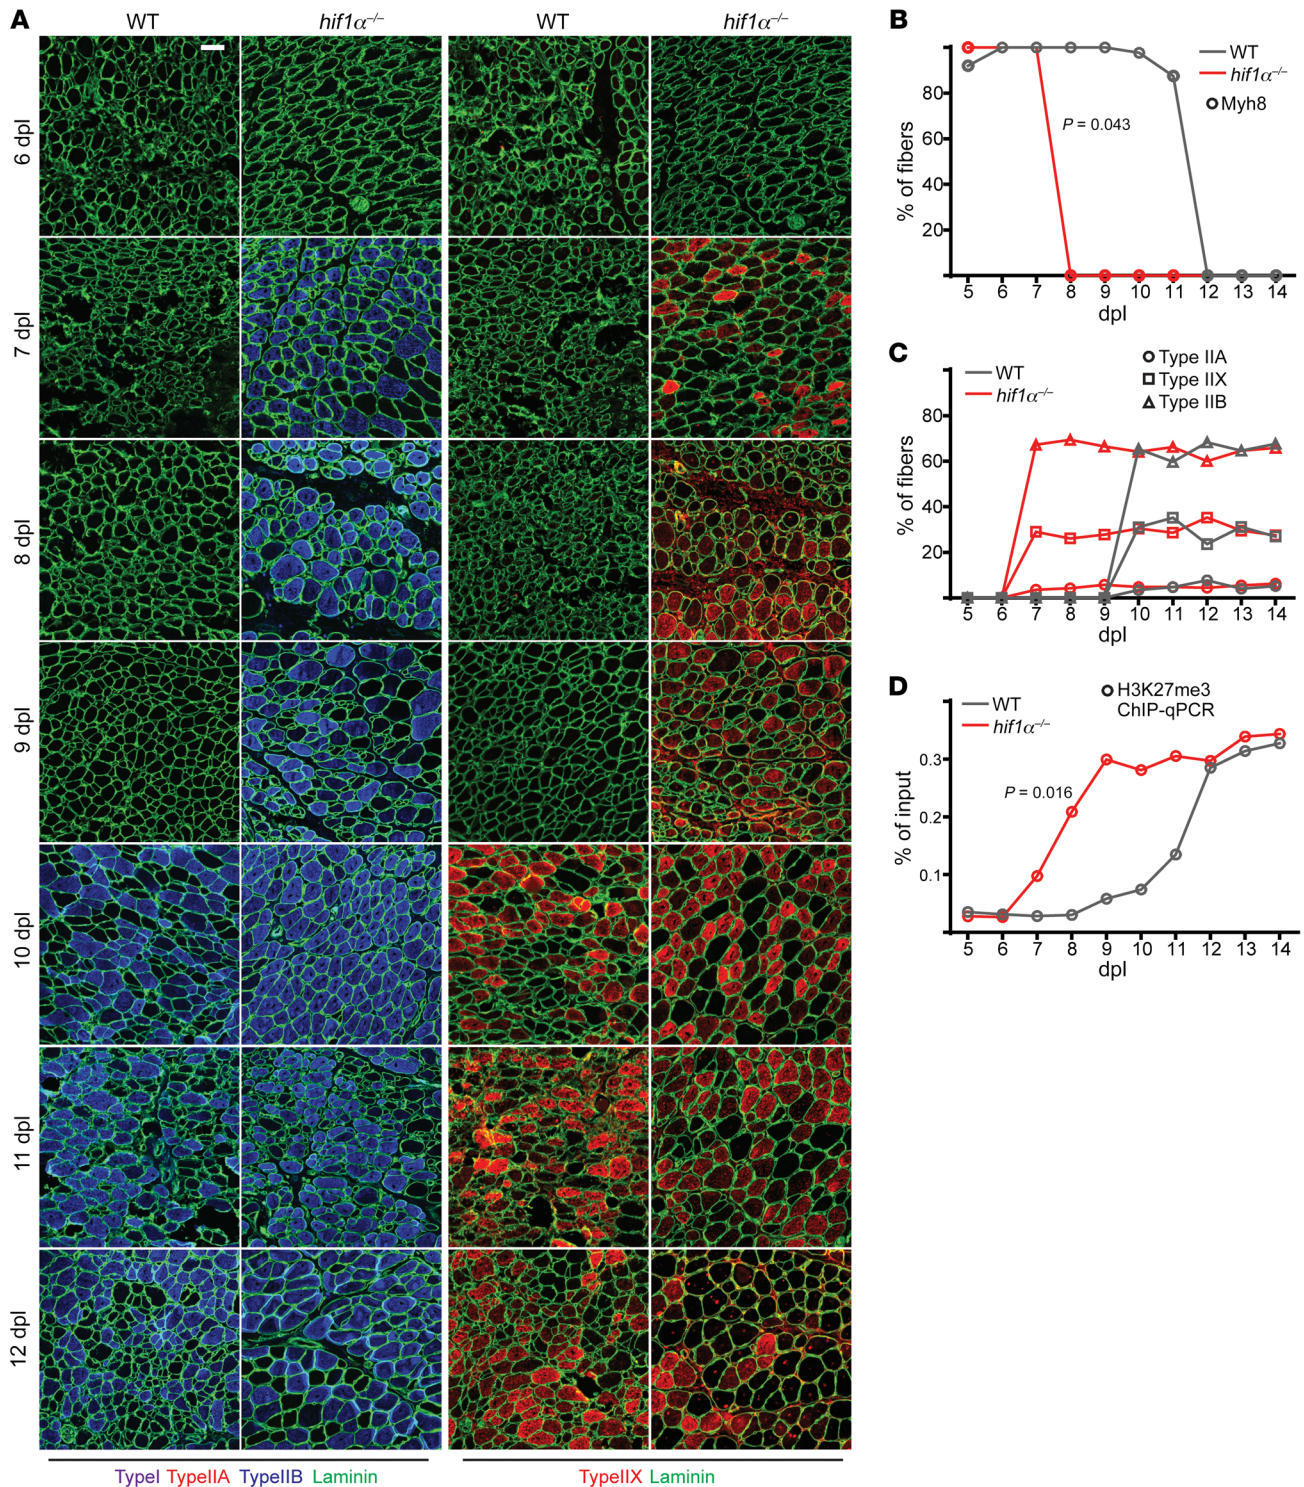 A
WT
hif1α–/–
WT
hif1α–/–
6 dpl
7 dpl
8 dpl
9 dpl
10 dpl
11 dpl
12 dpl
TypeI TypeIIA TypeIIB Laminin
TypeIIX Laminin
B
WT
hif1α–/–
Myh8
P = 0.043
% of fibers
80
60
40
20
5 6 7 8 9 10 11 12 13 14
dpl
C
WT
hif1α–/–
Type IIA
Type IIX
Type IIB
% of fibers
80
60
40
20
5 6 7 8 9 10 11 12 13 14
dpl
D
WT
hif1α–/–
H3K27me3
ChIP-qPCR
P = 0.016
% of input
0.3
0.2
0.1
5 6 7 8 9 10 11 12 13 14
dpl